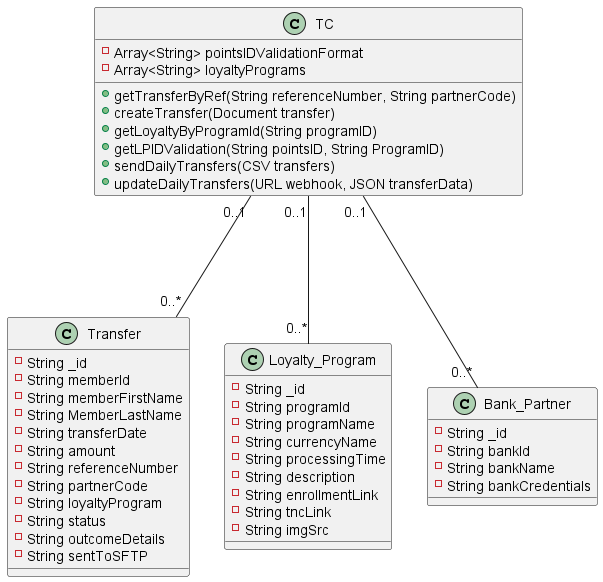 C TC
Array<String> pointsIDValidationFormat
Array<String> loyaltyPrograms
getTransferByRef(String referenceNumber, String partnerCode)
createTransfer(Document transfer)
getLoyaltyByProgramId(String programID)
getLPIDValidation(String pointsID, String ProgramID)
sendDailyTransfers(CSV transfers)
updateDailyTransfers(URL webhook, JSON transferData)
0..1 0..1 0..1
0..* 0..* 0..*
C Transfer
String _id
String memberId
String memberFirstName
String MemberLastName
String transferDate
String amount
String referenceNumber
String partnerCode
String loyaltyProgram
String status
String outcomeDetails
String sentToSFTP
C Loyalty_Program
String _id
String programId
String programName
String currencyName
String processingTime
String description
String enrollmentLink
String tncLink
String imgSrc
C Bank_Partner
String _id
String bankId
String bankName
String bankCredentials